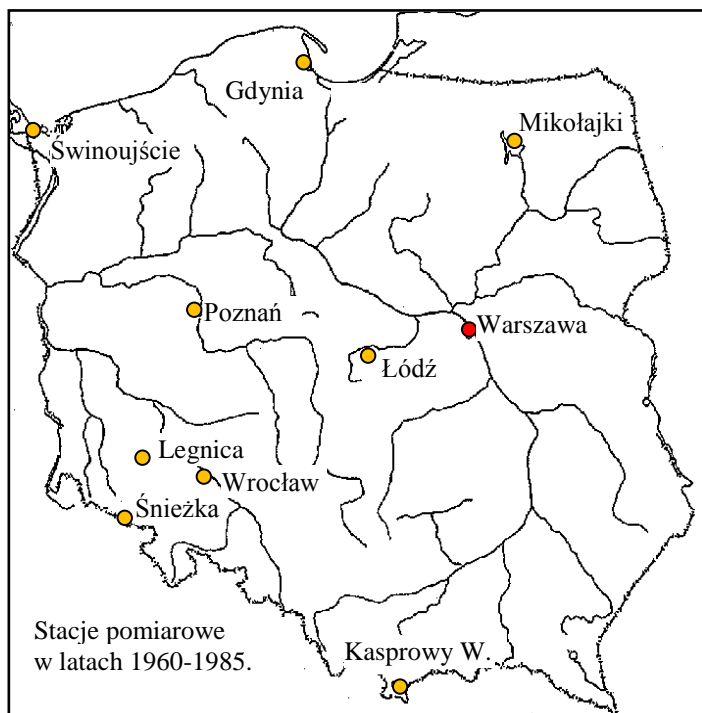 Gdynia
Mikołajki
Świnoujście
Poznań
Warszawa
Łódź
Legnica
Wrocław
Śnieżka
Stacje pomiarowe
w latach 1960-1985.
Kasprowy W.